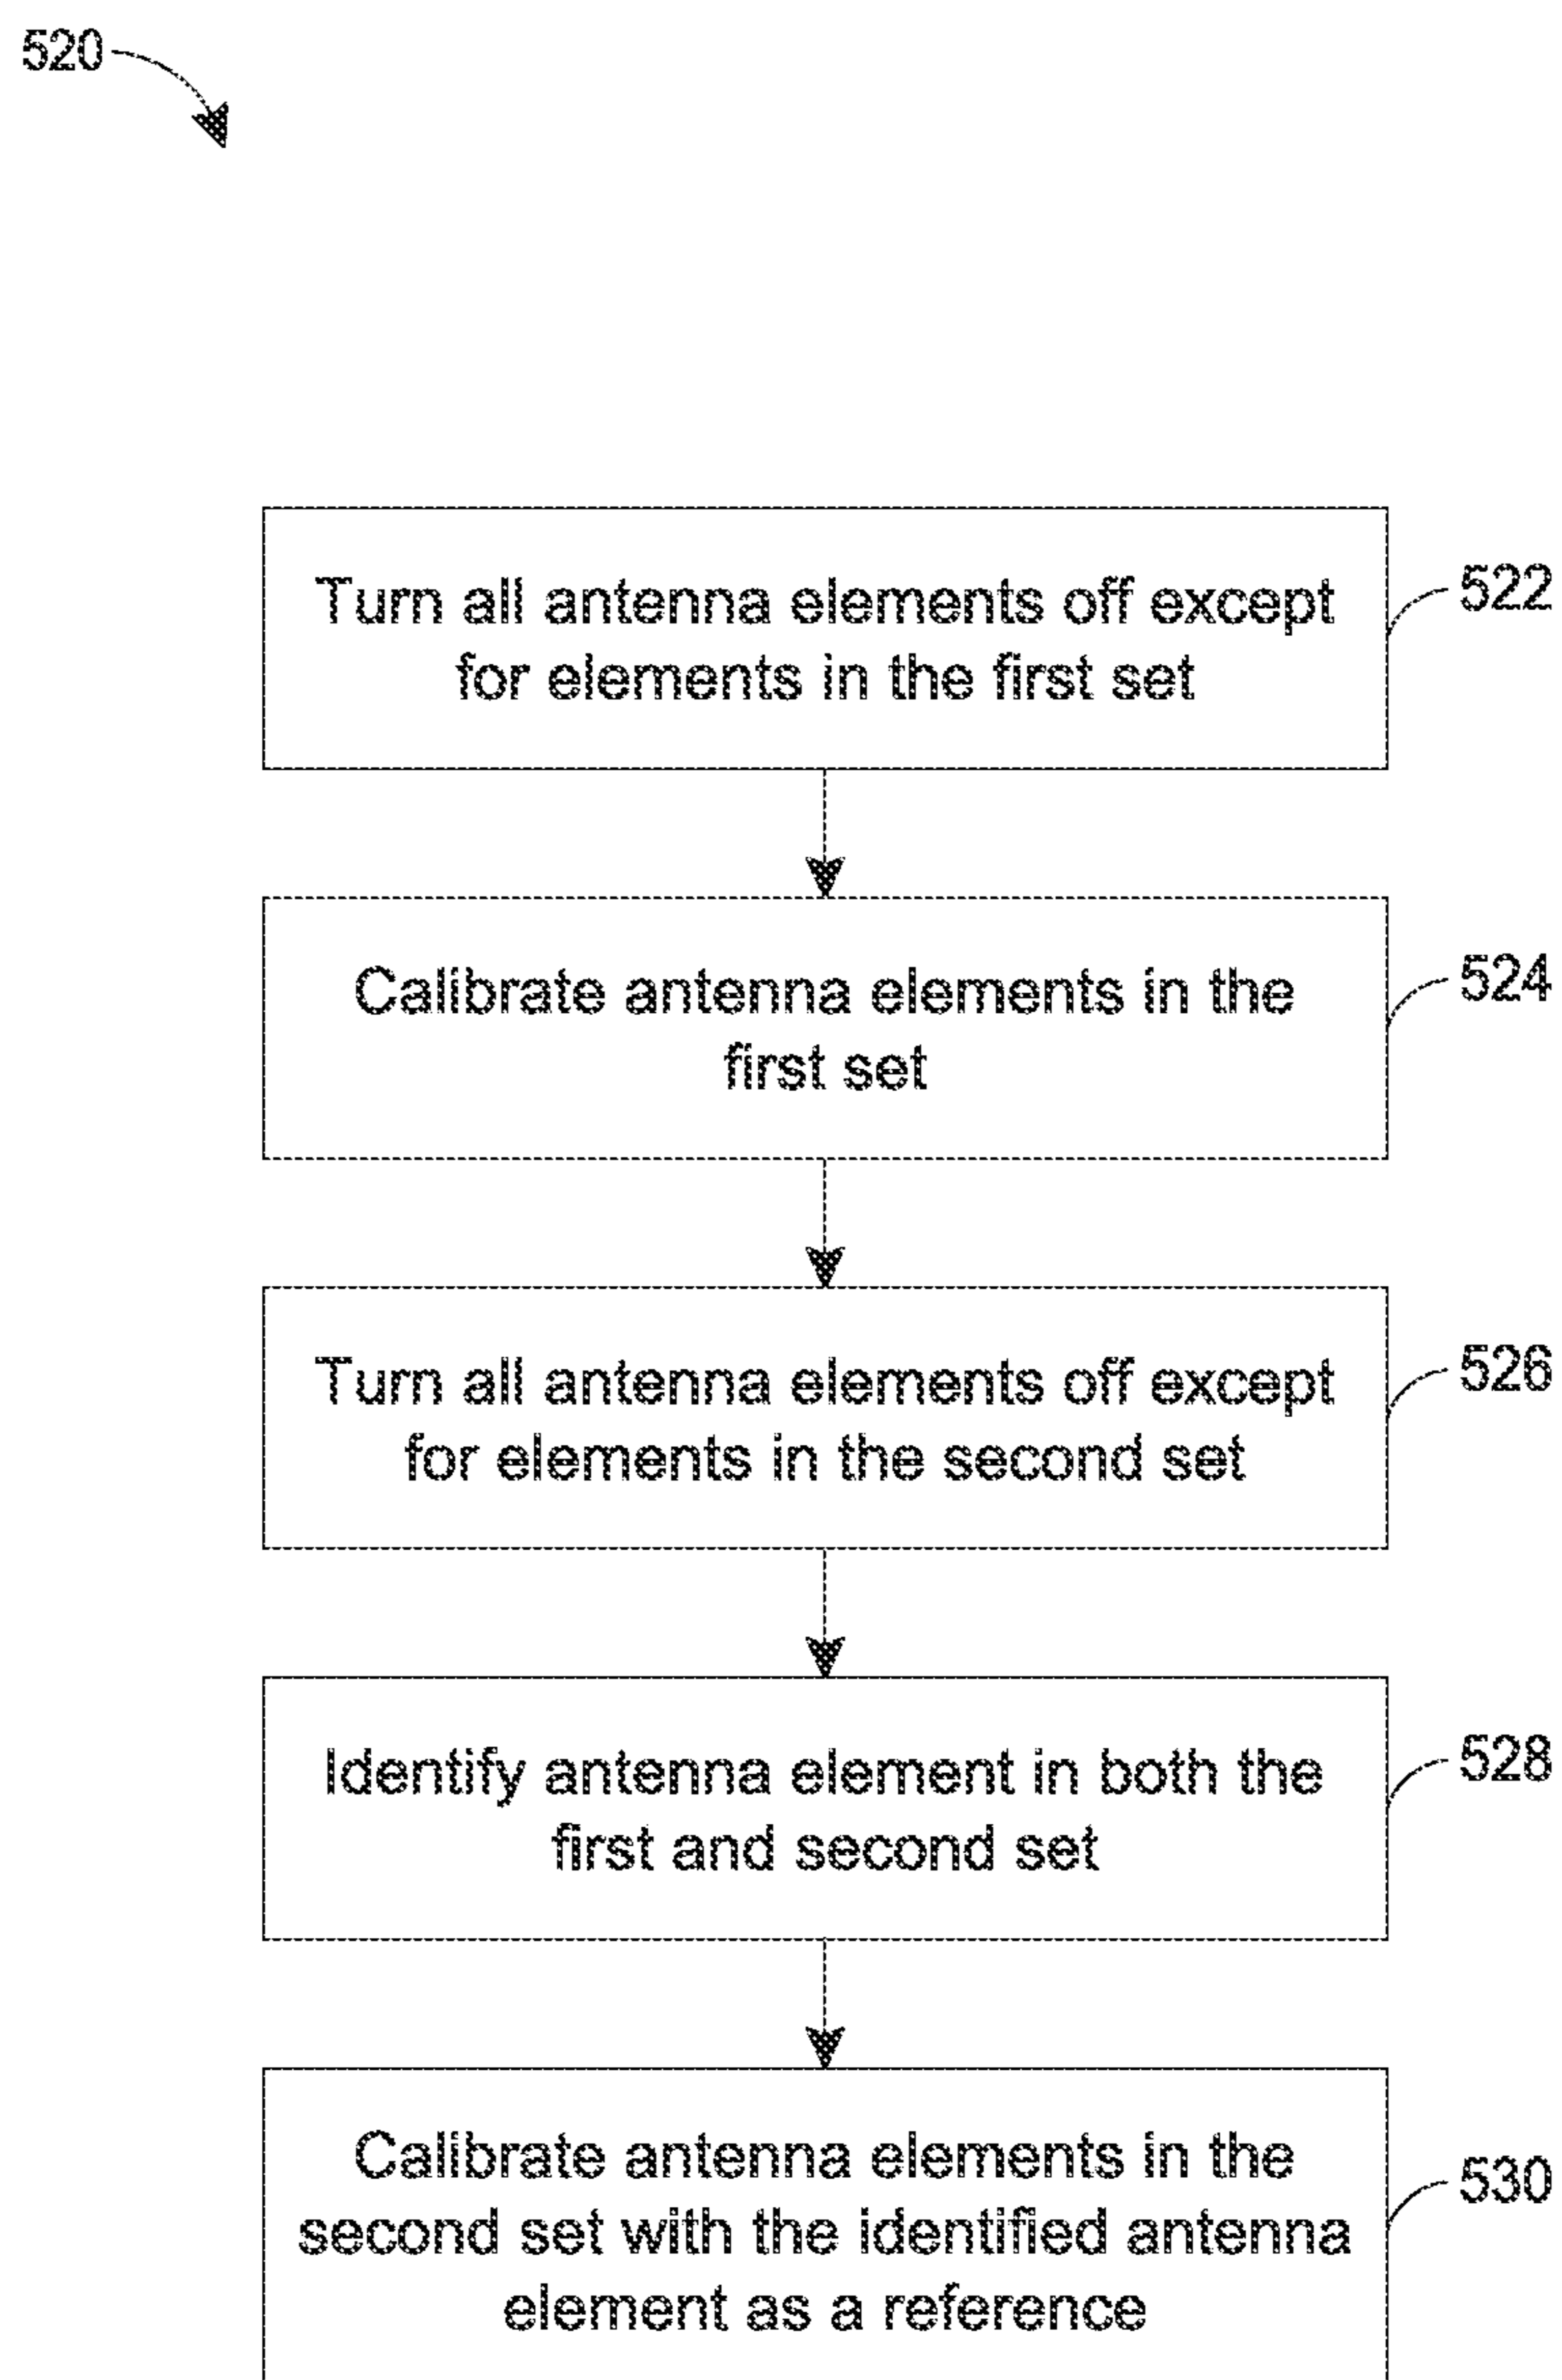 520
Turn all antenna elements off except
for elements in the first set
522
Calibrate antenna elements in the
first set
524
Turn all antenna elements off except
for elements in the second set
526
Identify antenna element in both the
first and second set
528
Calibrate antenna elements in the
second set with the identified antenna
element as a reference
530